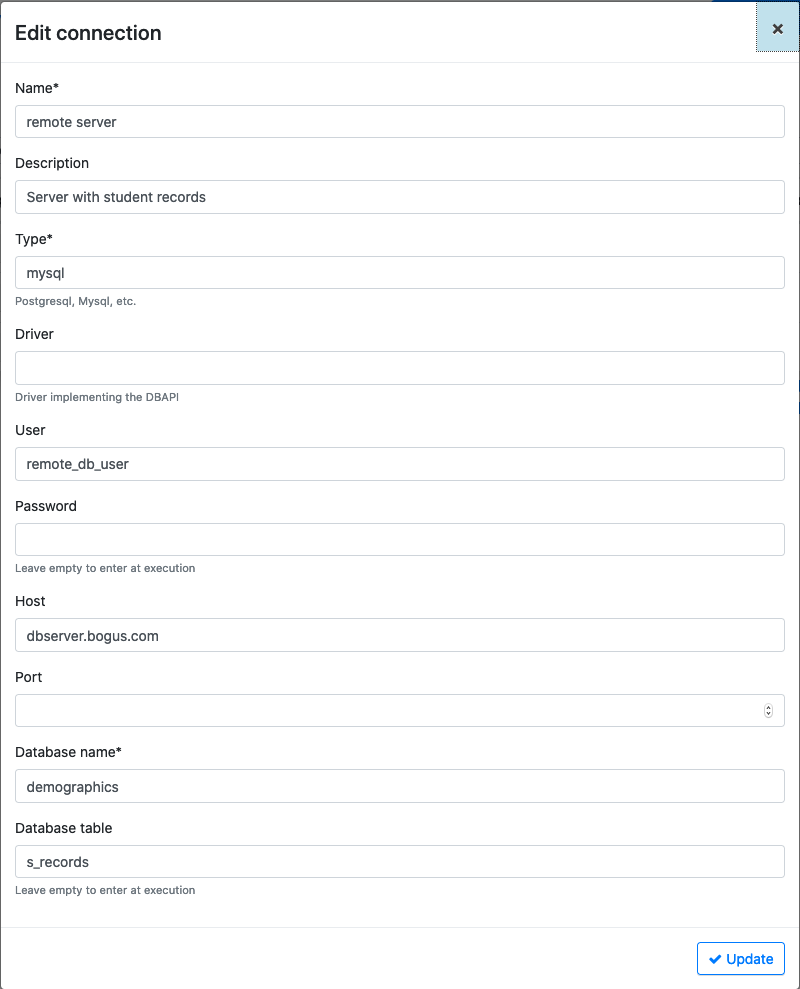 Edit connection
×
Name*
remote server
Description
Server with student records
Type*
mysql
Postgresql, Mysql, etc.
Driver
Driver implementing the DBAPI
User
remote_db_user
Password
Leave empty to enter at execution
Host
dbserver.bogus.com
Port
Database name*
demographics
Database table
s_records
Leave empty to enter at execution
Update